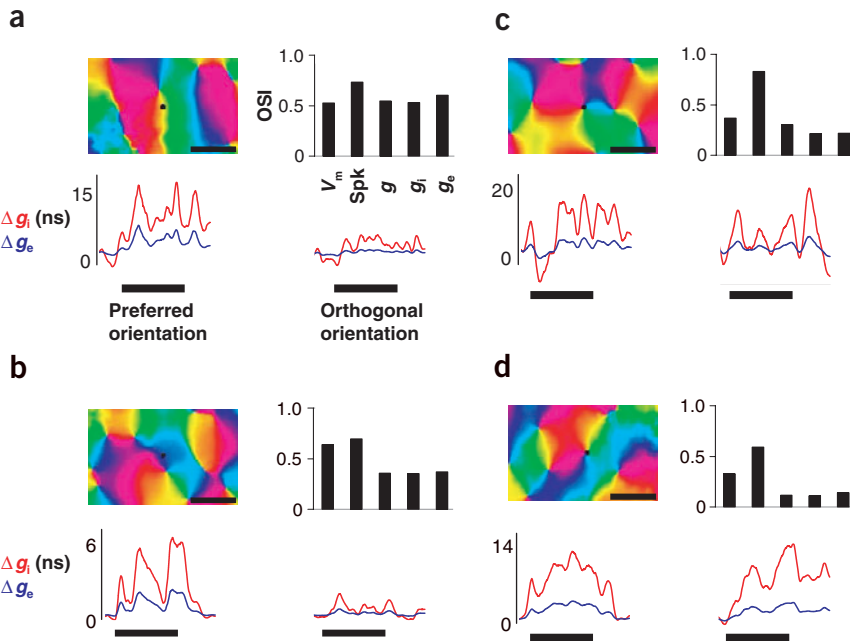 a
OSI
1.0
0.5
0
Vm
Spk
g
gi
ge
15
0
Δgi (ns)
Δge
Preferred
orientation
Orthogonal
orientation
c
1.0
0.5
0
20
0
b
1.0
0.5
0
6
0
Δgi (ns)
Δge
d
1.0
0.5
0
14
0